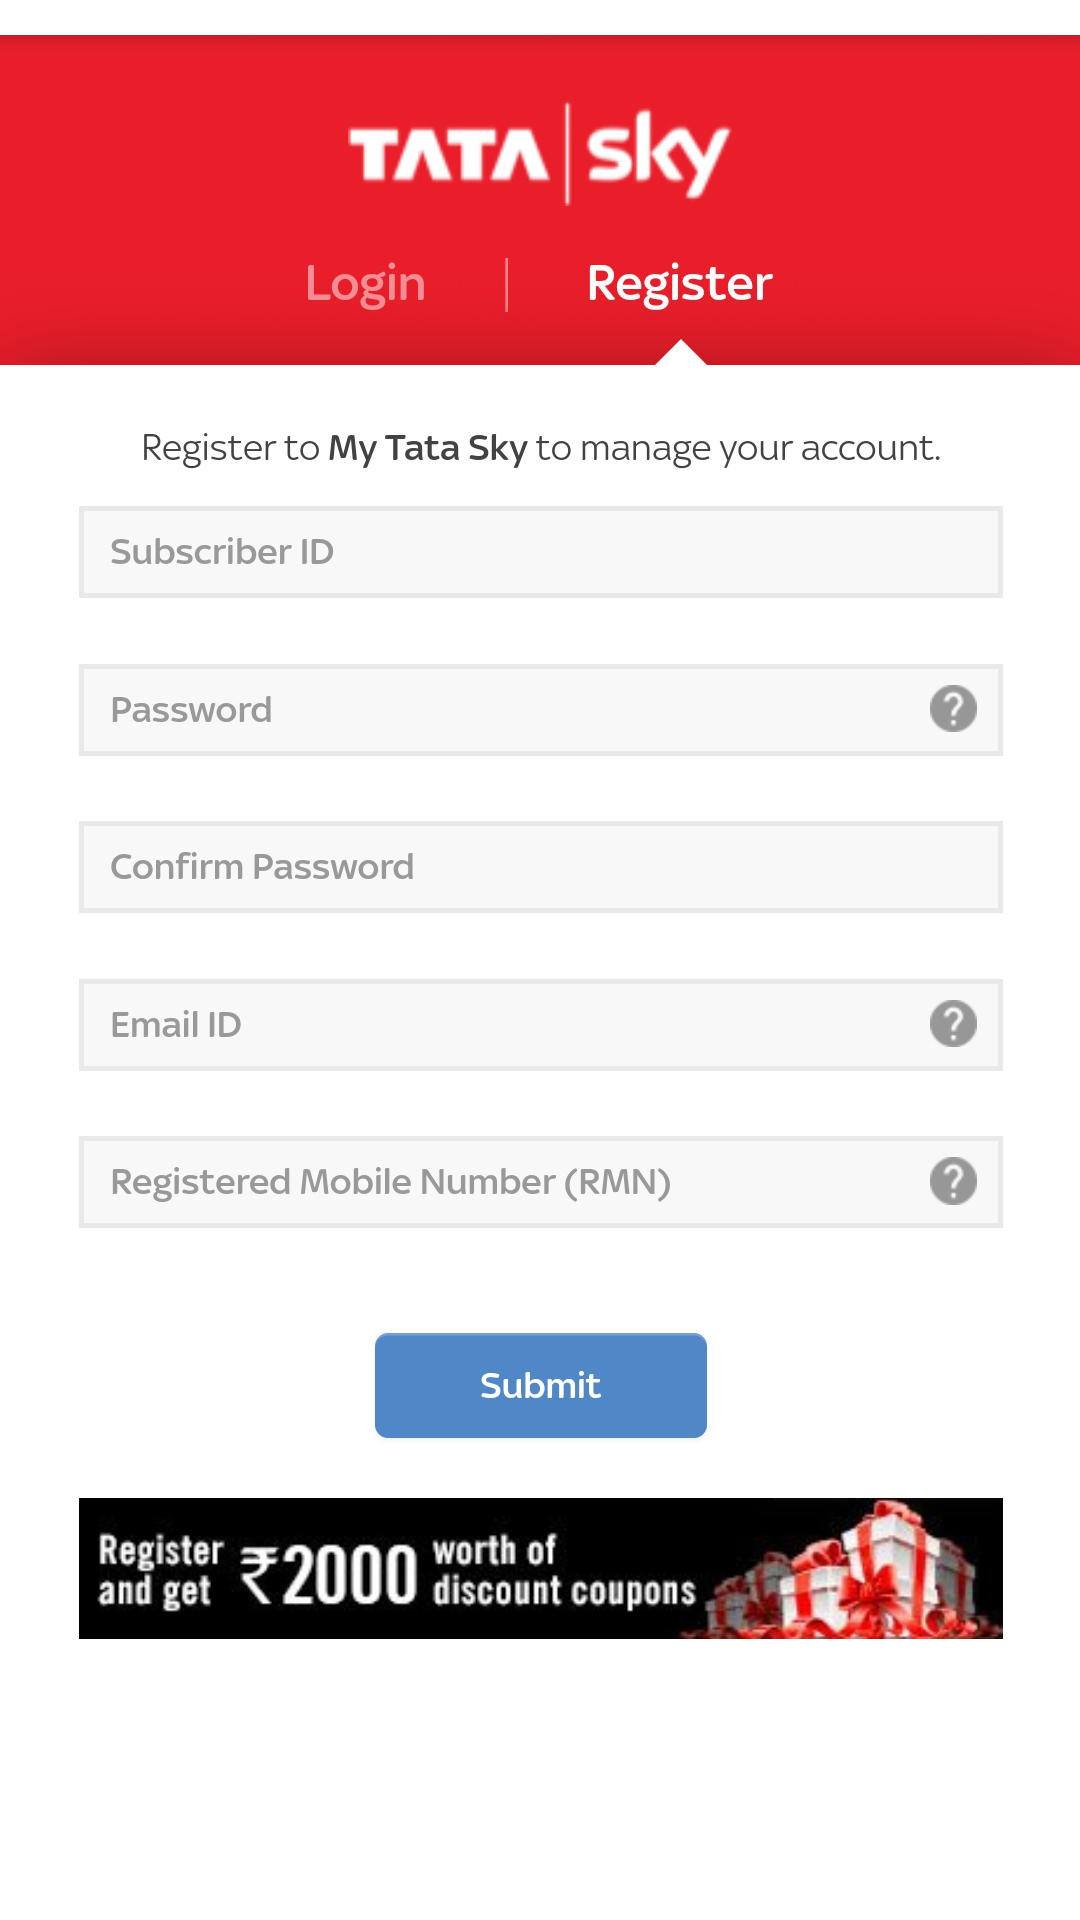 TATA sky
Login Register
Register to My Tata Sky to manage your account.
Subscriber ID
Password ?
Confirm Password
Email ID ?
Registered Mobile Number (RMN) ?
Submit
Register
and get ₹2000 worth of
discount coupons